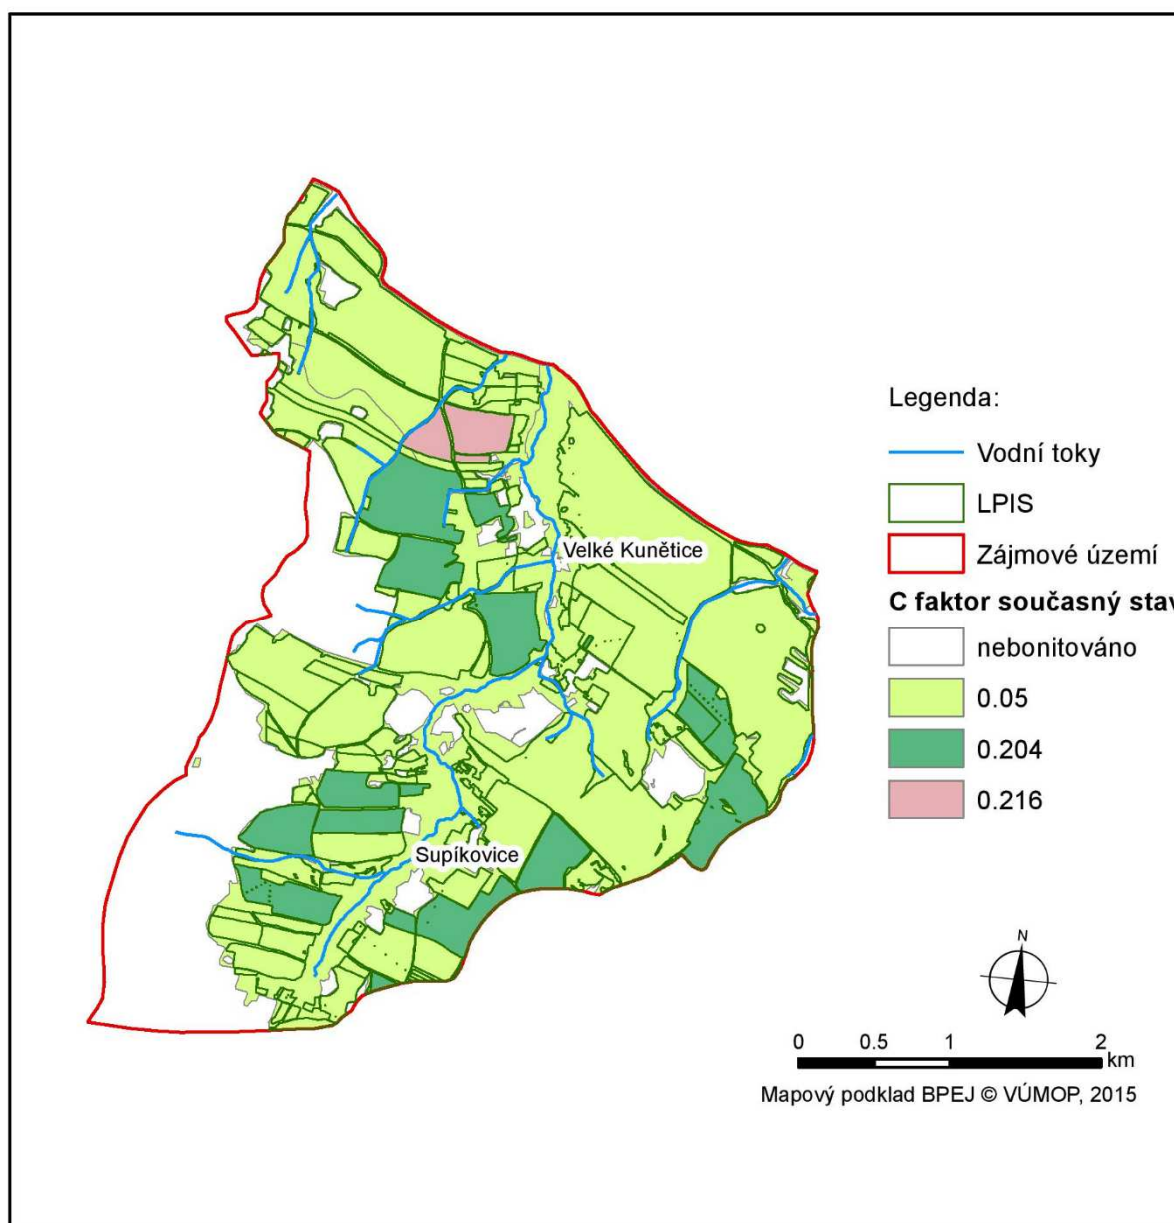 Velké Kunětice
Supíkovice
Legenda:
Vodní toky
LPIS
Zájmové území
C faktor současný stav
nebonitováno
0.05
0.204
0.216
N
0 0.5 1 2
km
Mapový podklad BPEJ © VÚMOP, 2015